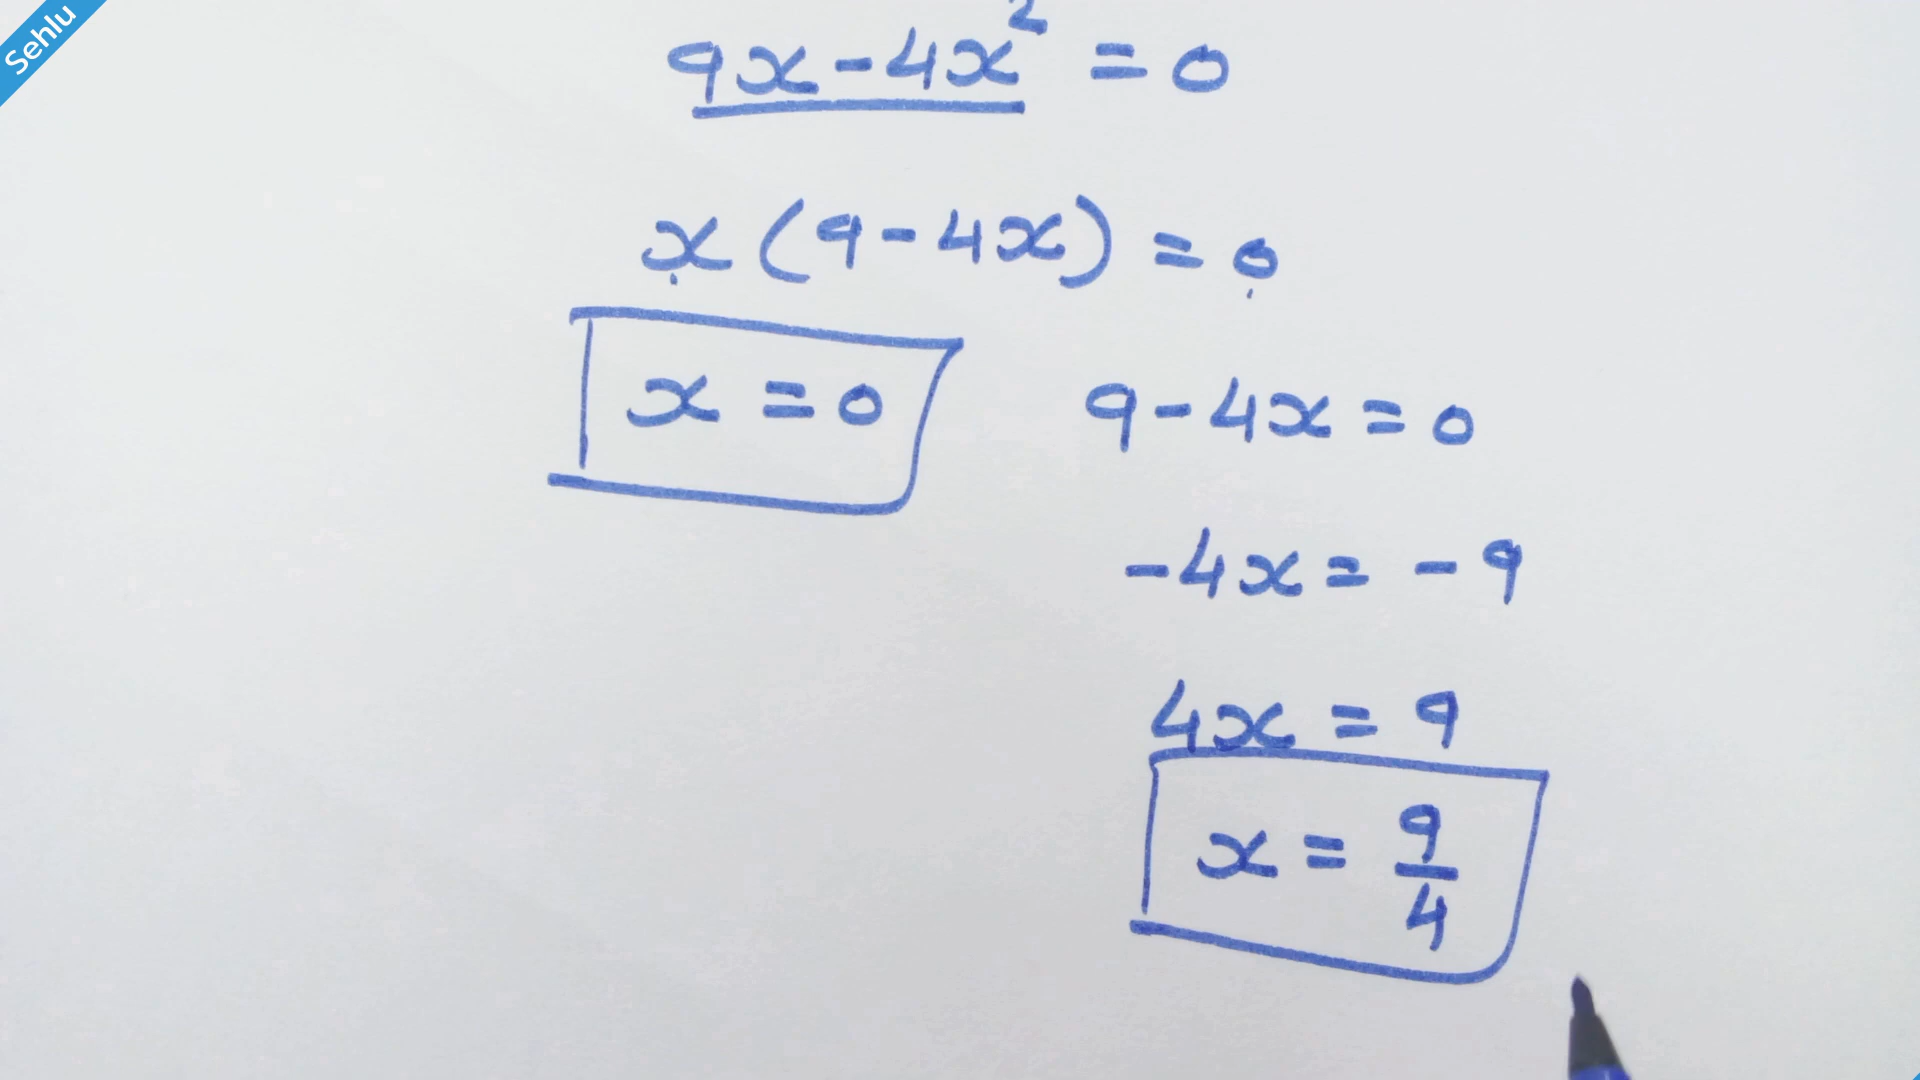 Sehlu
9x - 4x² = 0
x (9 - 4x) = 0
x = 0
9 - 4x = 0
-4x = -9
4x = 9
x = 9/4